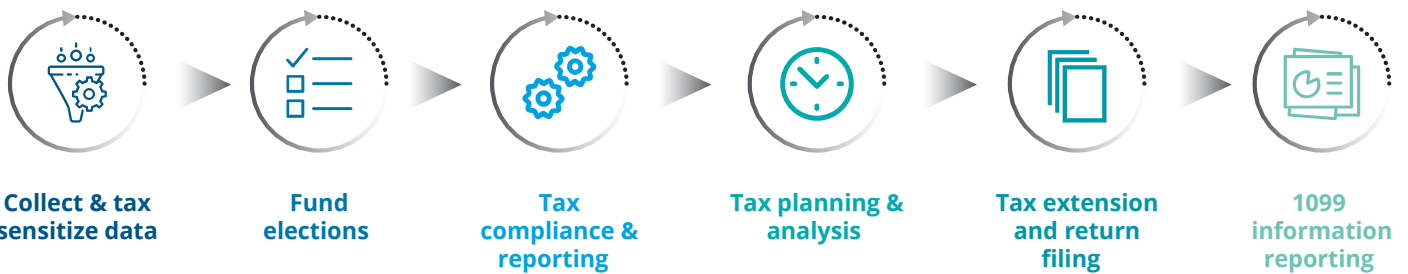 Collect & tax
sensitize data
Fund
elections
Tax
compliance &
reporting
Tax planning &
analysis
Tax extension
and return
filing
1099
information
reporting